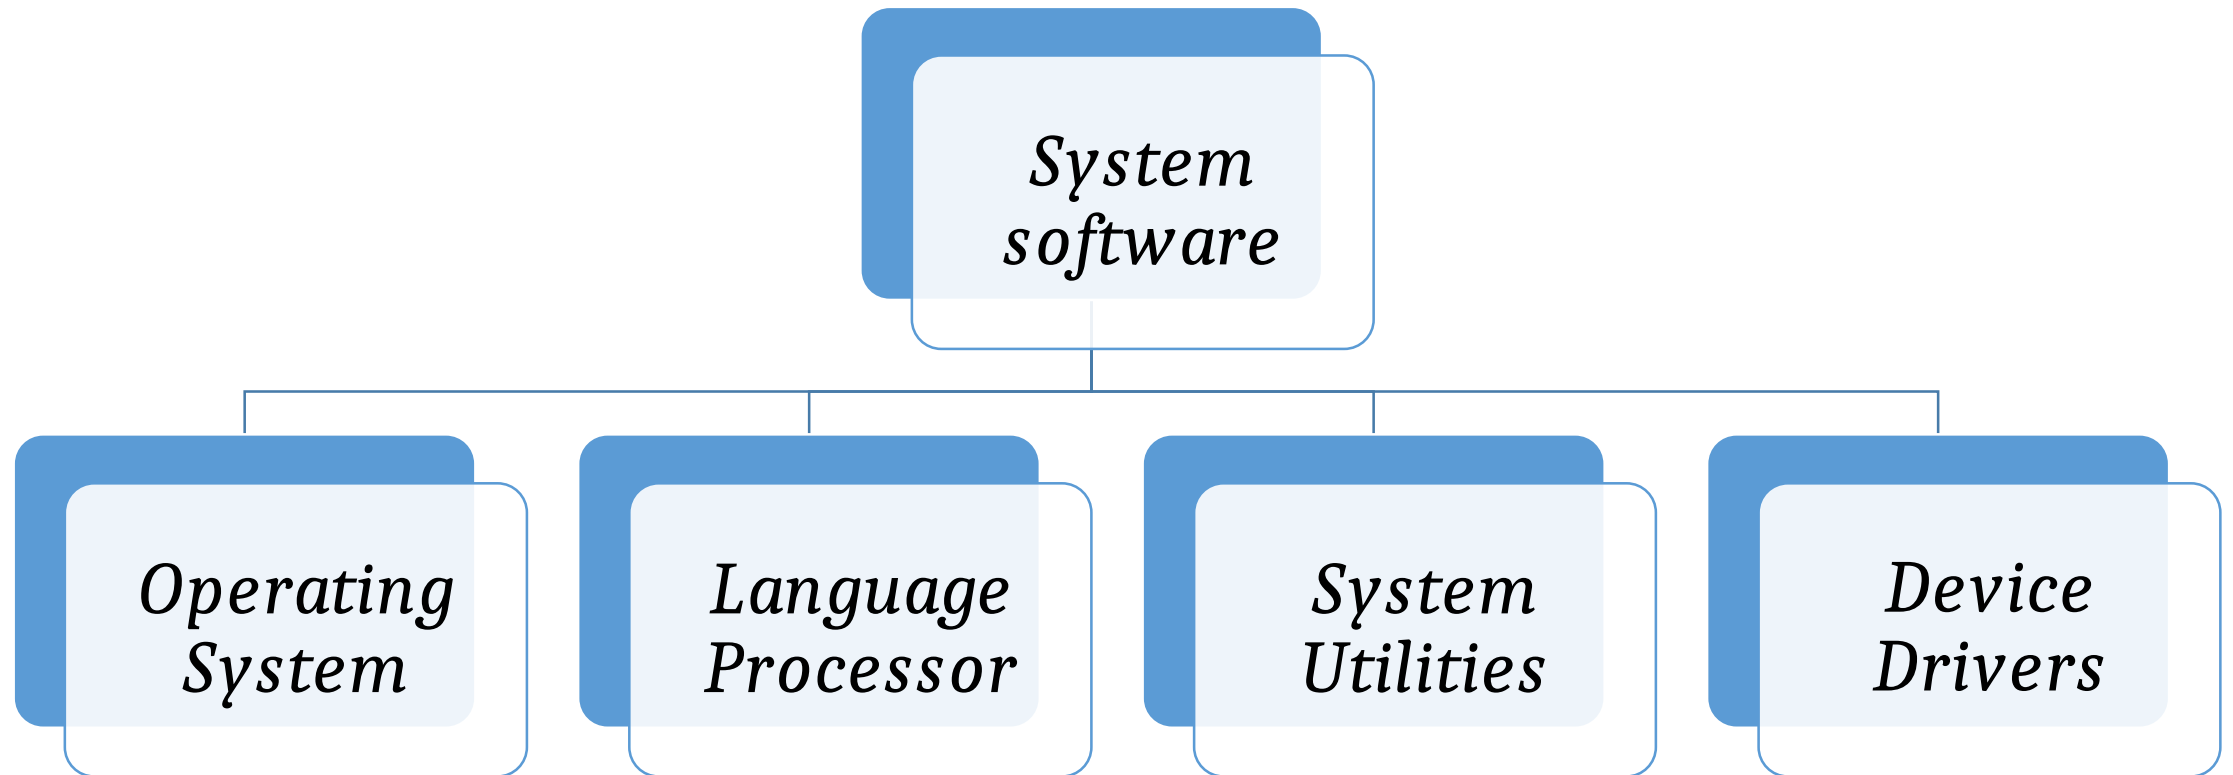 System
software
Operating
System
Language
Processor
System
Utilities
Device
Drivers